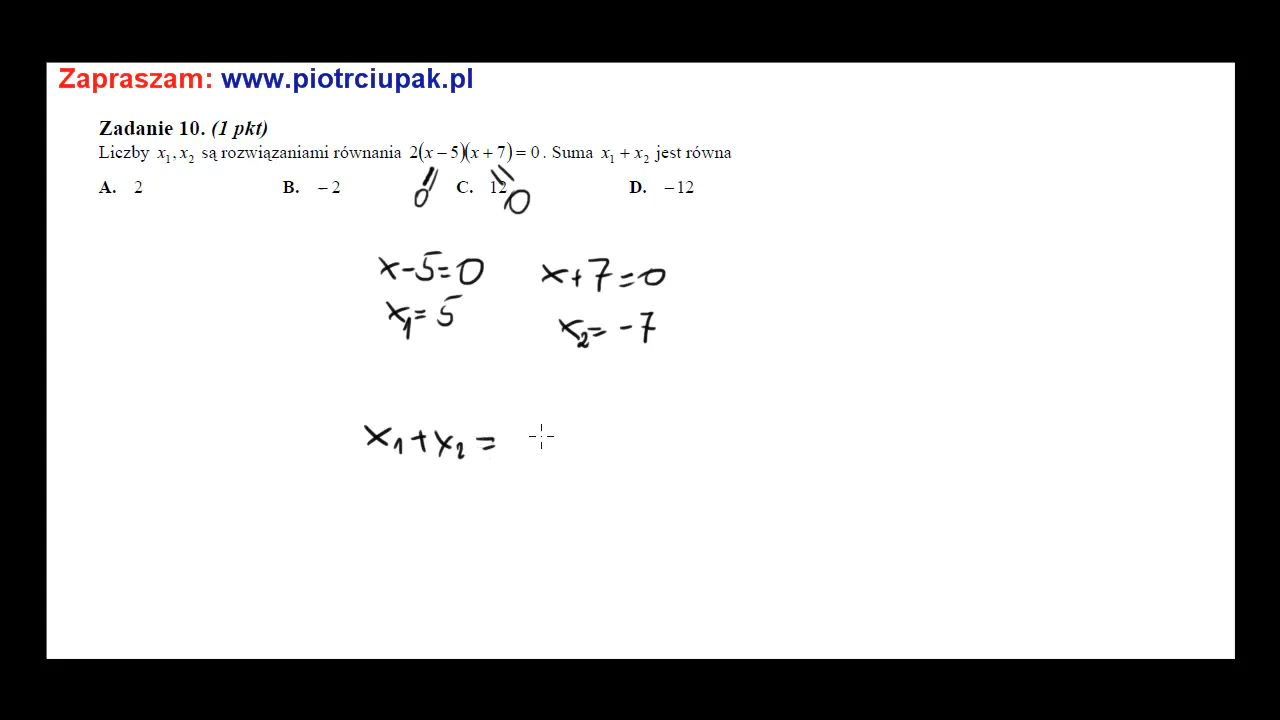 Zapraszam: www.piotrciupak.pl
Zadanie 10. (1 pkt)
Liczby x₁, x₂ są rozwiązaniami równania 2(x − 5)(x + 7) = 0. Suma x₁ + x₂ jest równa
A. 2 B. − 2 C. 12 D. − 12
0 0
x-5=0 x+7=0
x₁= 5 x₂= -7
x₁+x₂ =